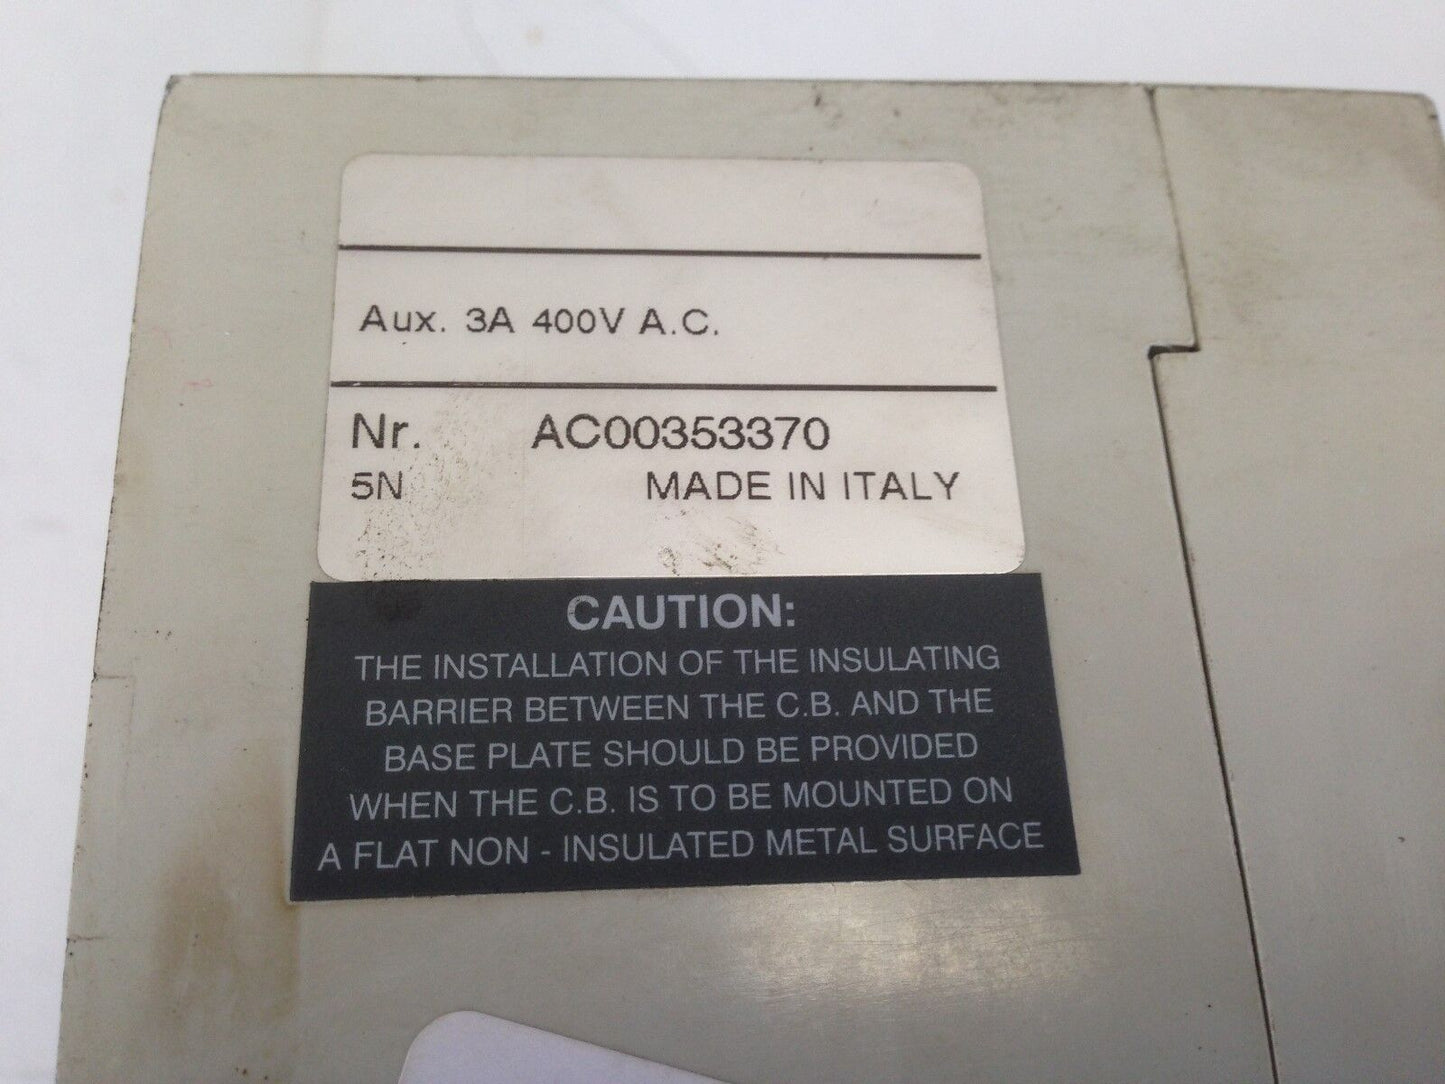 Aux. 3A 400V A.C.
Nr. AC00353370
5N MADE IN ITALY
CAUTION:
THE INSTALLATION OF THE INSULATING
BARRIER BETWEEN THE C.B. AND THE
BASE PLATE SHOULD BE PROVIDED
WHEN THE C.B. IS TO BE MOUNTED ON
A FLAT NON - INSULATED METAL SURFACE